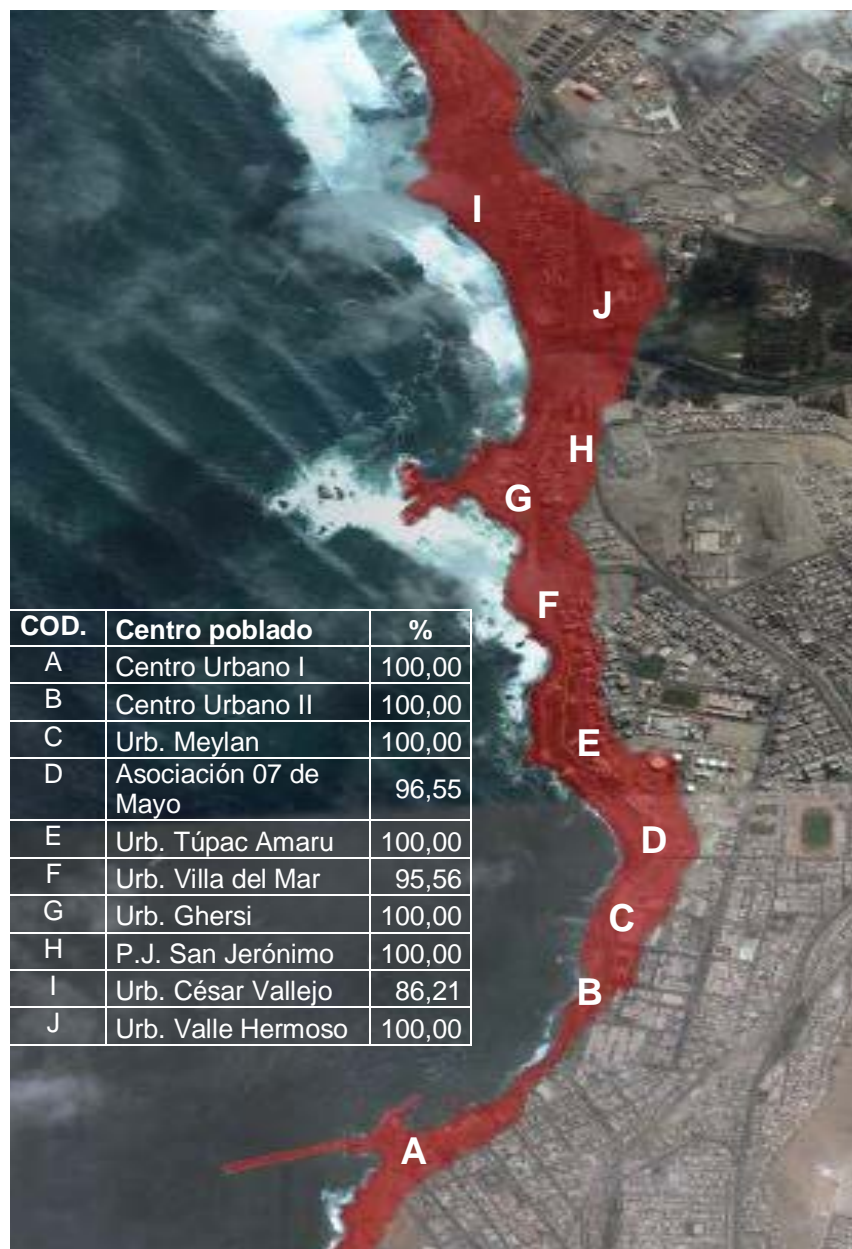 I
J
H
G
F
COD. Centro poblado %
A Centro Urbano I 100,00
B Centro Urbano II 100,00
C Urb. Meylan 100,00
D Asociación 07 de
Mayo 96,55
E Urb. Túpac Amaru 100,00
F Urb. Villa del Mar 95,56
G Urb. Ghersi 100,00
H P.J. San Jerónimo 100,00
I Urb. César Vallejo 86,21
J Urb. Valle Hermoso 100,00
E
D
C
B
A